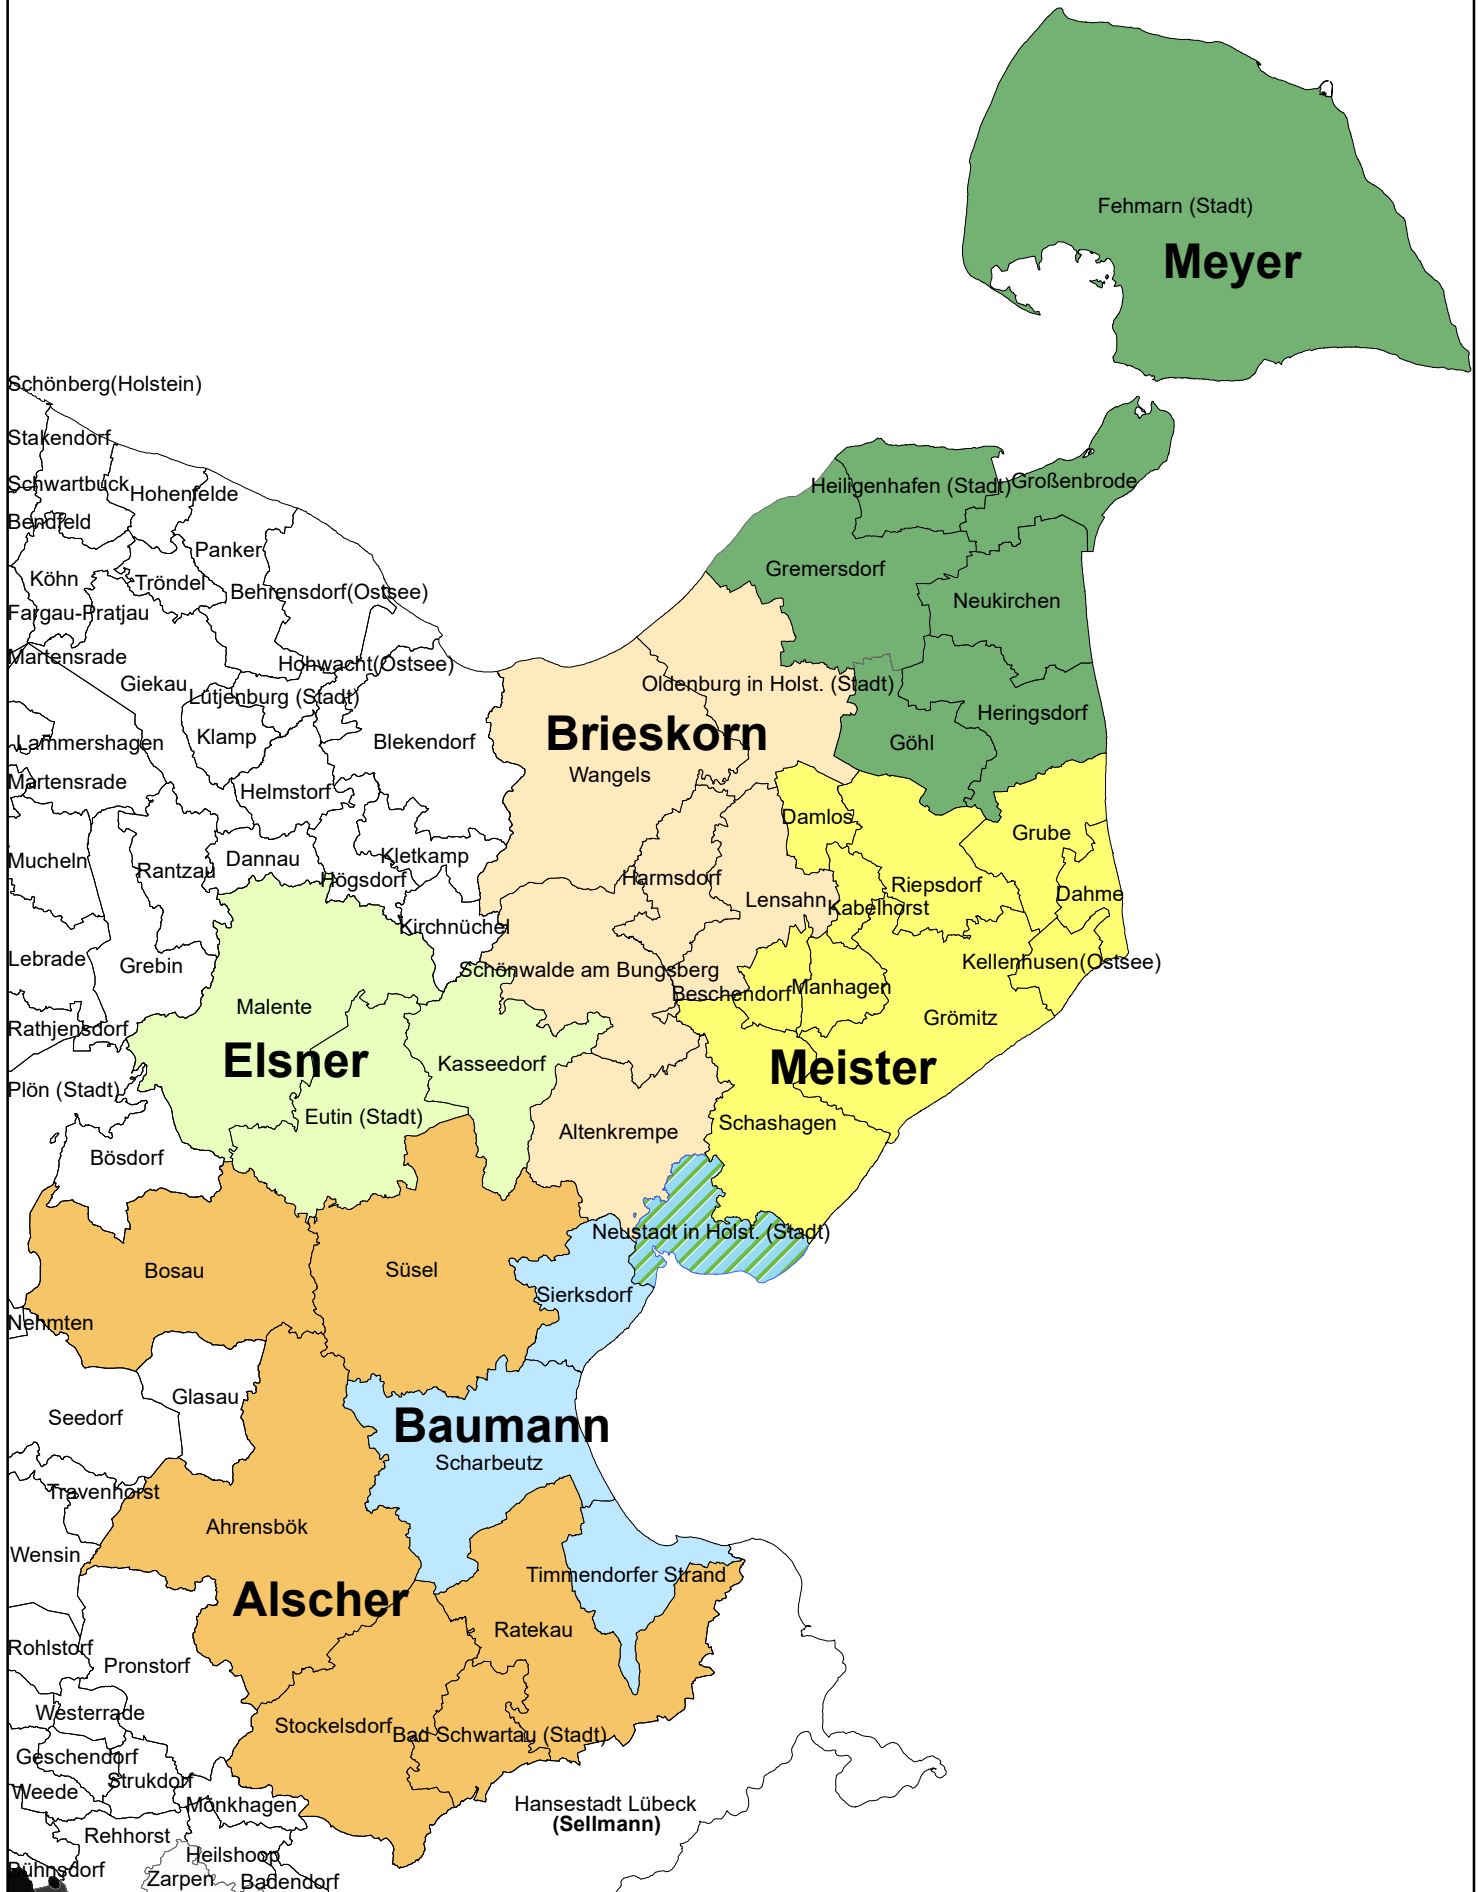 Fehmarn (Stadt)
Meyer
Schönberg(Holstein)
Stakendorf
Schwartbuck
Hohenfelde
Heiligenhafen (Stadt)
Großenbrode
Bendfeld
Panker
Köhn
Tröndel
Behrensdorf(Ostsee)
Gremersdorf
Neukirchen
Fargau-Pratjau
Martensrade
Hohwacht(Ostsee)
Giekau
Lütjenburg (Stadt)
Oldenburg in Holst. (Stadt)
Heringsdorf
Lammershagen
Klamp
Blekendorf
Brieskorn
Göhl
Wangels
Martensrade
Helmstorf
Damlos
Grube
Mucheln
Rantzau
Dannau
Kletkamp
Högsdorf
Harmsdorf
Riepsdorf
Dahme
Lensahn
Kabelhorst
Kirchnüchel
Lebrade
Grebin
Schönwalde am Bungsberg
Kellenhusen(Ostsee)
Beschendorf
Manhagen
Malente
Grömitz
Rathjensdorf
Elsner
Kasseedorf
Meister
Plön (Stadt)
Eutin (Stadt)
Altenkrempe
Schashagen
Bösdorf
Neustadt in Holst. (Stadt)
Bosau
Süsel
Sierksdorf
Nehmten
Glasau
Seedorf
Baumann
Scharbeutz
Travenhorst
Ahrensbök
Wensin
Timmendorfer Strand
Alscher
Ratekau
Rohlstorf
Pronstorf
Westerrade
Stockelsdorf
Bad Schwartau (Stadt)
Geschendorf
Strukdorf
Weede
Mönkhagen
Hansestadt Lübeck
(Sellmann)
Rehhorst
Heilshoop
Bühnsdorf
Zarpen
Badendorf